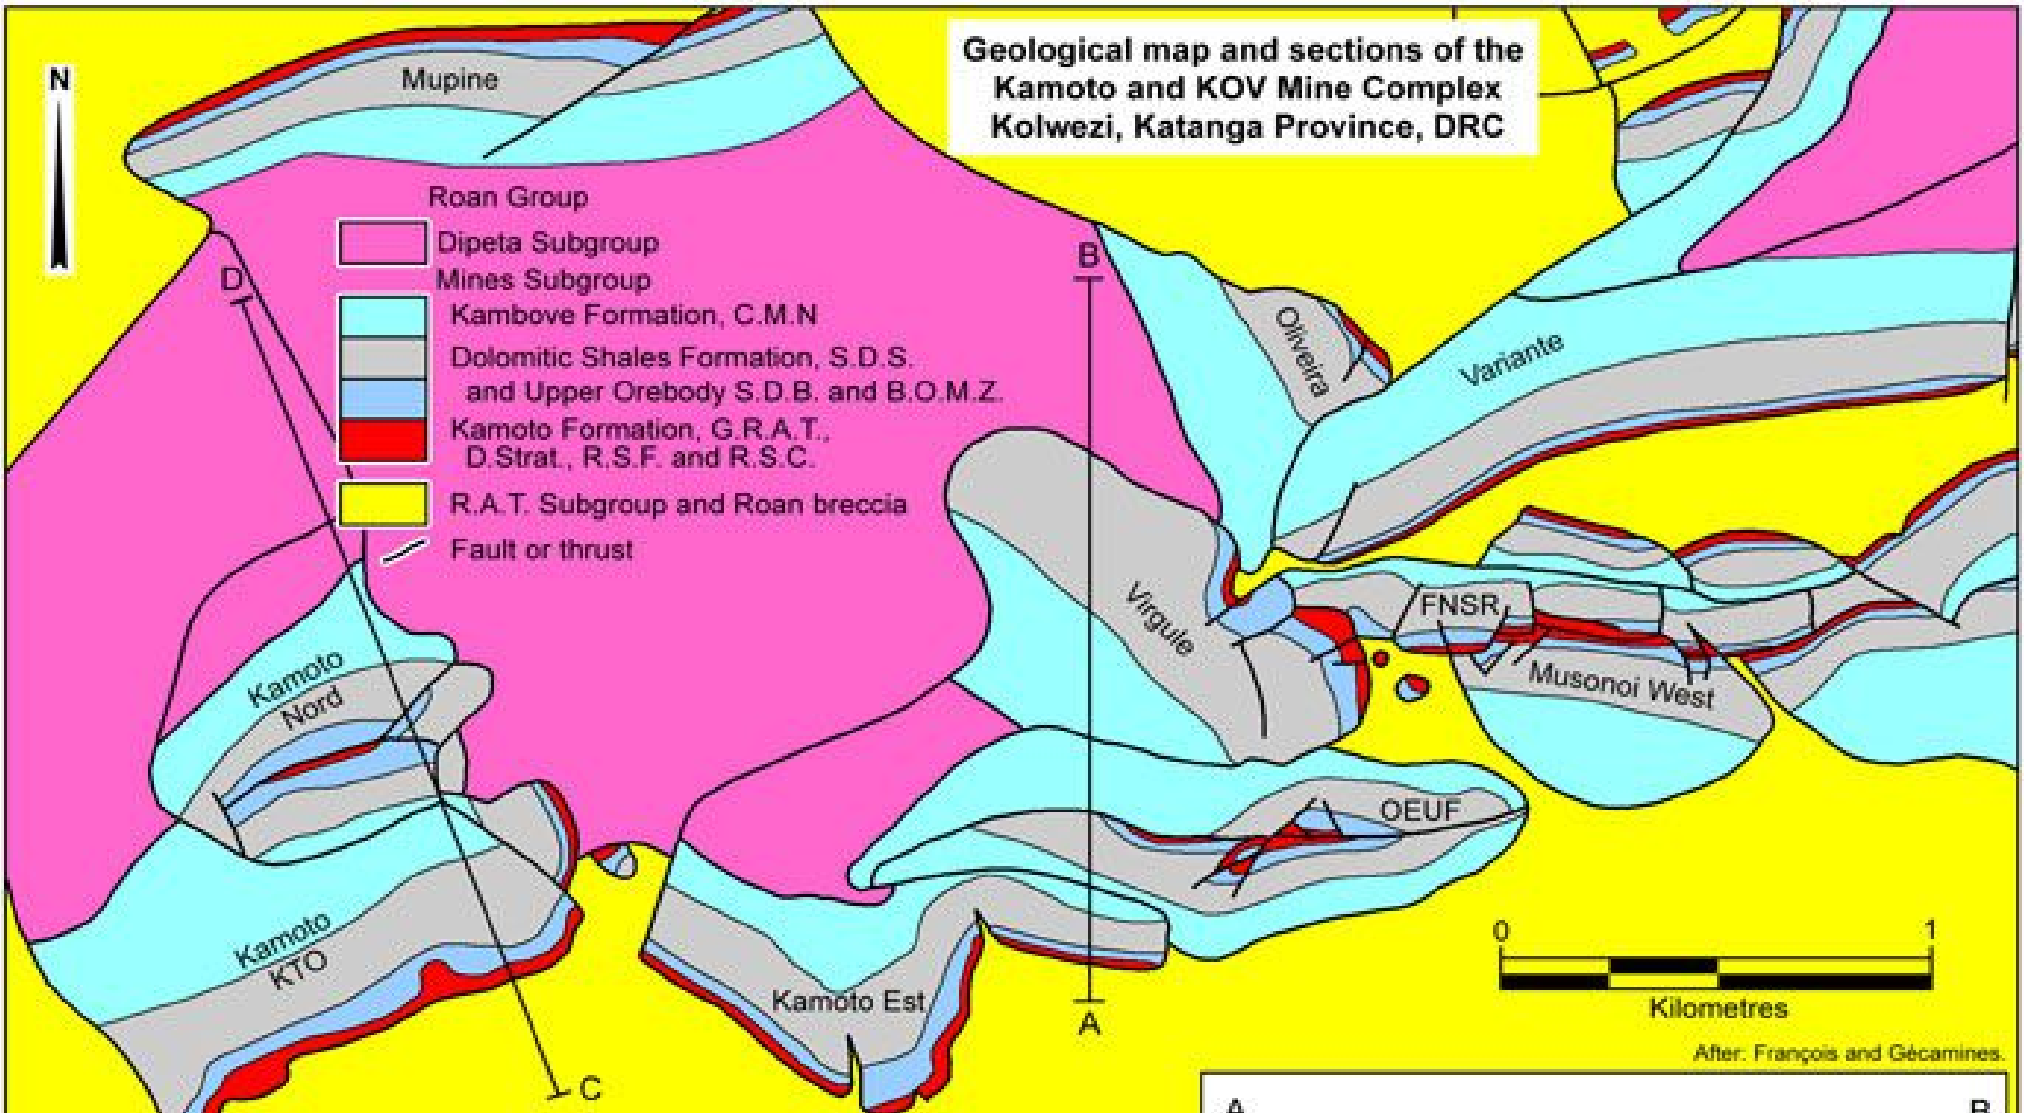 Geological map and sections of the
Kamoto and KOV Mine Complex
Kolwezi, Katanga Province, DRC
N
Mupine
Roan Group
Dipeta Subgroup
Mines Subgroup
Kambove Formation, C.M.N
Dolomitic Shales Formation, S.D.S.
and Upper Orebody S.D.B. and B.O.M.Z.
Kamoto Formation, G.R.A.T.,
D.Strat., R.S.F. and R.S.C.
R.A.T. Subgroup and Roan breccia
Fault or thrust
D
B
Oliveira
Variante
Virgule
FNSR
Musonoi West
Kamoto
Nord
OEUF
Kamoto
KTO
Kamoto Est
A
C
0 1
Kilometres
After: François and Gécamines.
A B